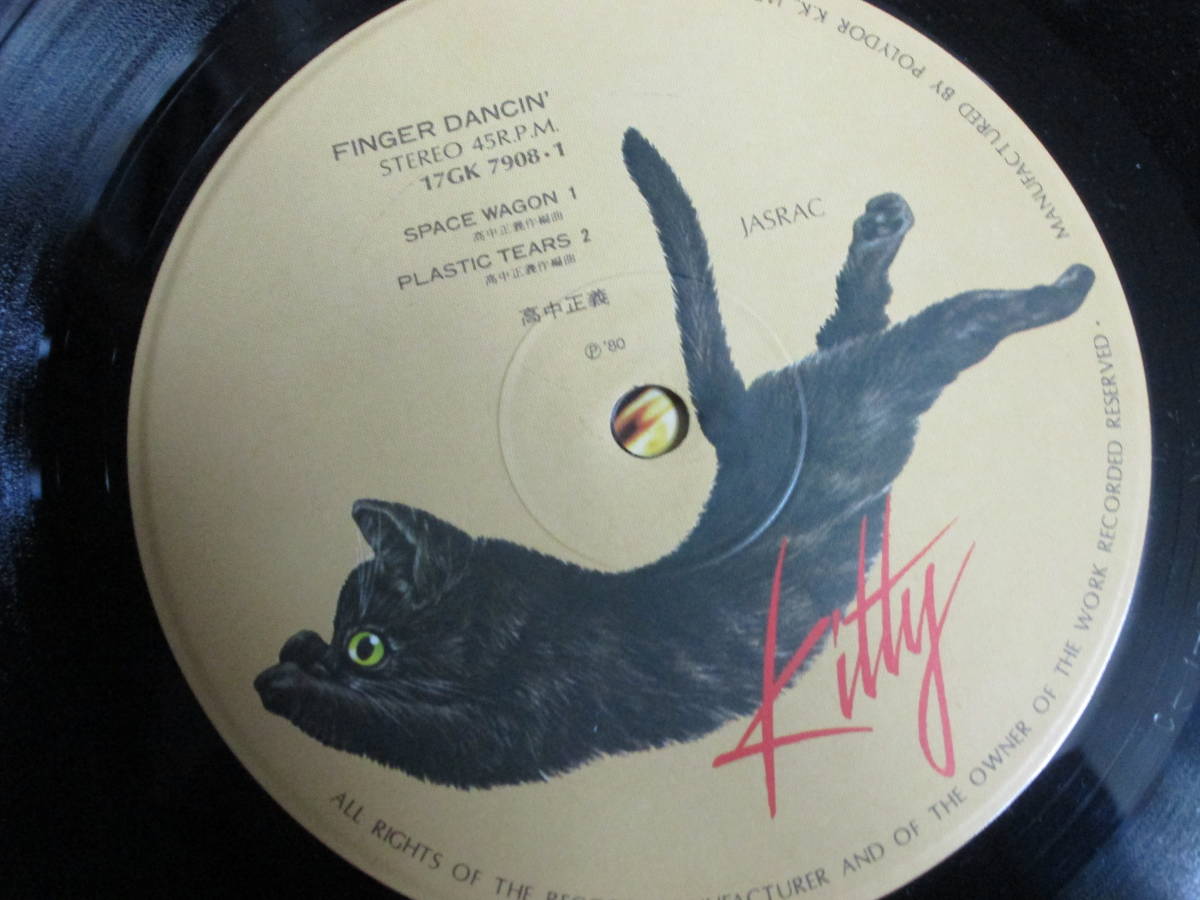 FINGER DANCIN'
STEREO 45R.P.M.
17GK 7908・1
SPACE WAGON 1
高中正義作編曲
PLASTIC TEARS 2
高中正義作編曲
高中正義
Ⓟ'80
JASRAC
Kitty
MANUFACTURED BY POLYDOR K.K.
ALL RIGHTS OF THE MANUFACTURER AND OF THE OWNER OF THE WORK RECORDED RESERVED・